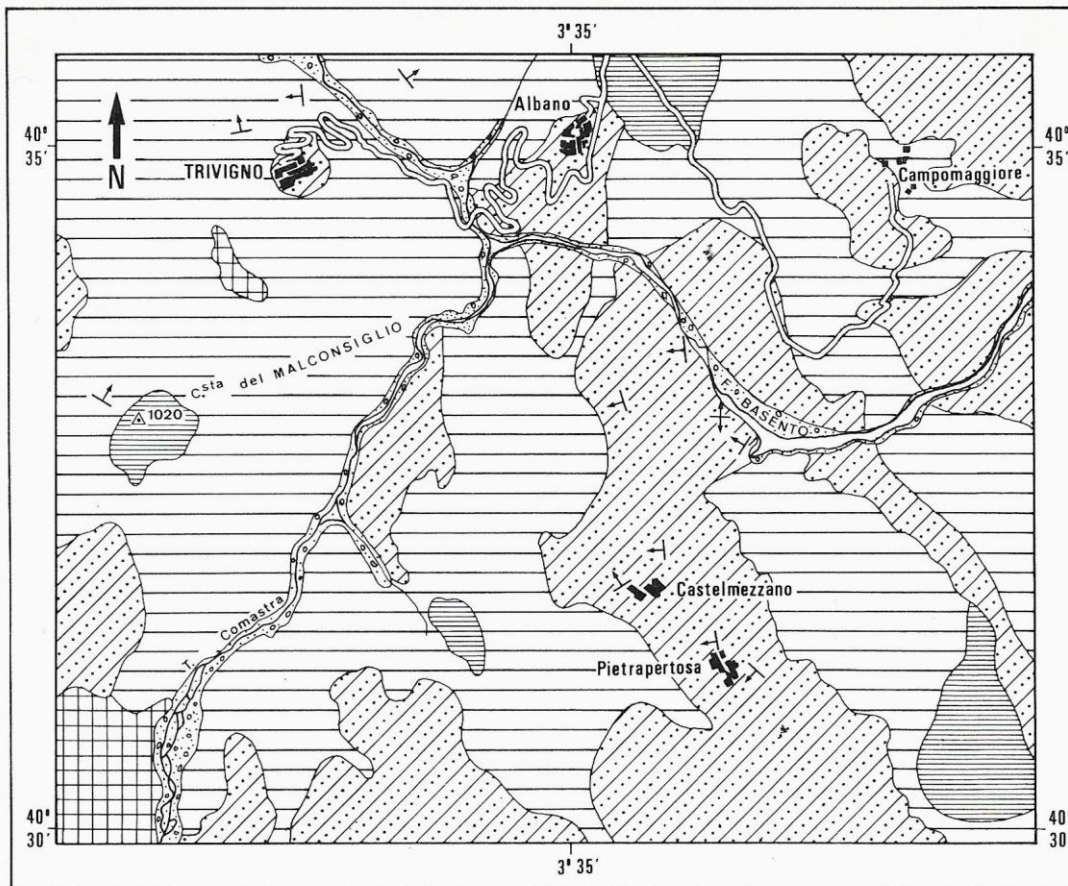 3° 35′
Albano
40°
35′
40°
35′
N
TRIVIGNO
Campomaggiore
C.sta del MALCONSIGLIO
1020
F. BASENTO
Castelmezzano
T. Comastra
Pietrapertosa
40°
30′
40°
30′
3° 35′